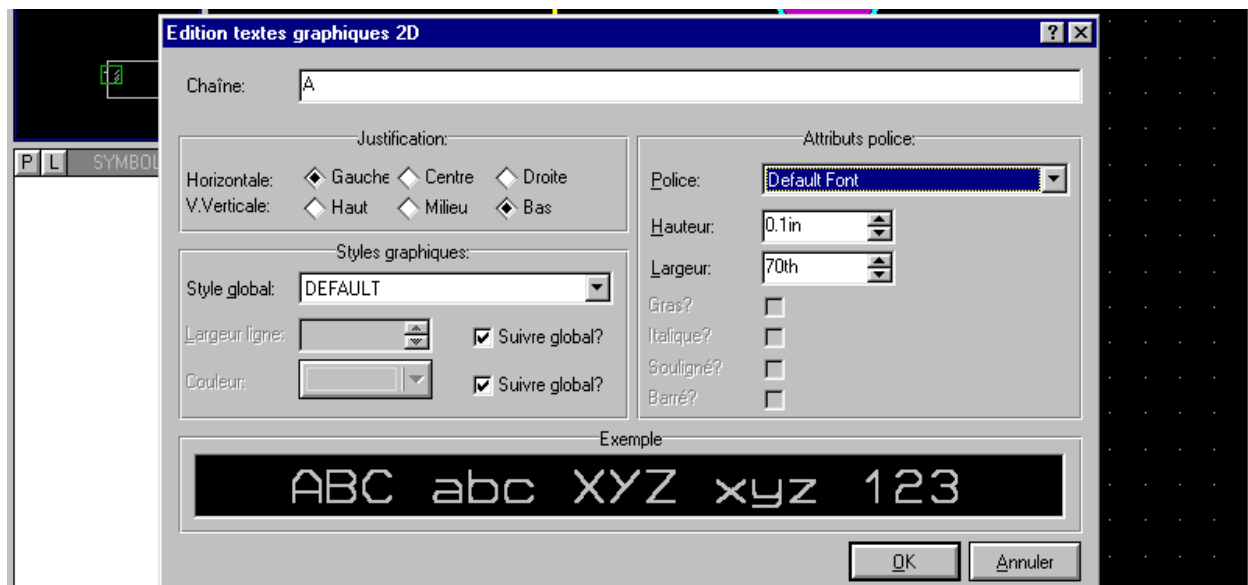 Edition textes graphiques 2D
Chaîne: A
Justification:
Horizontale: Gauche Centre Droite
V.Verticale: Haut Milieu Bas
Styles graphiques:
Style global: DEFAULT
Largeur ligne: Suivre global?
Couleur: Suivre global?
Attributs police:
Police: Default Font
Hauteur: 0.1in
Largeur: 70th
Gras?
Italique?
Souligné?
Barré?
P L SYMBOL
Exemple
ABC abc XYZ xyz 123
OK Annuler